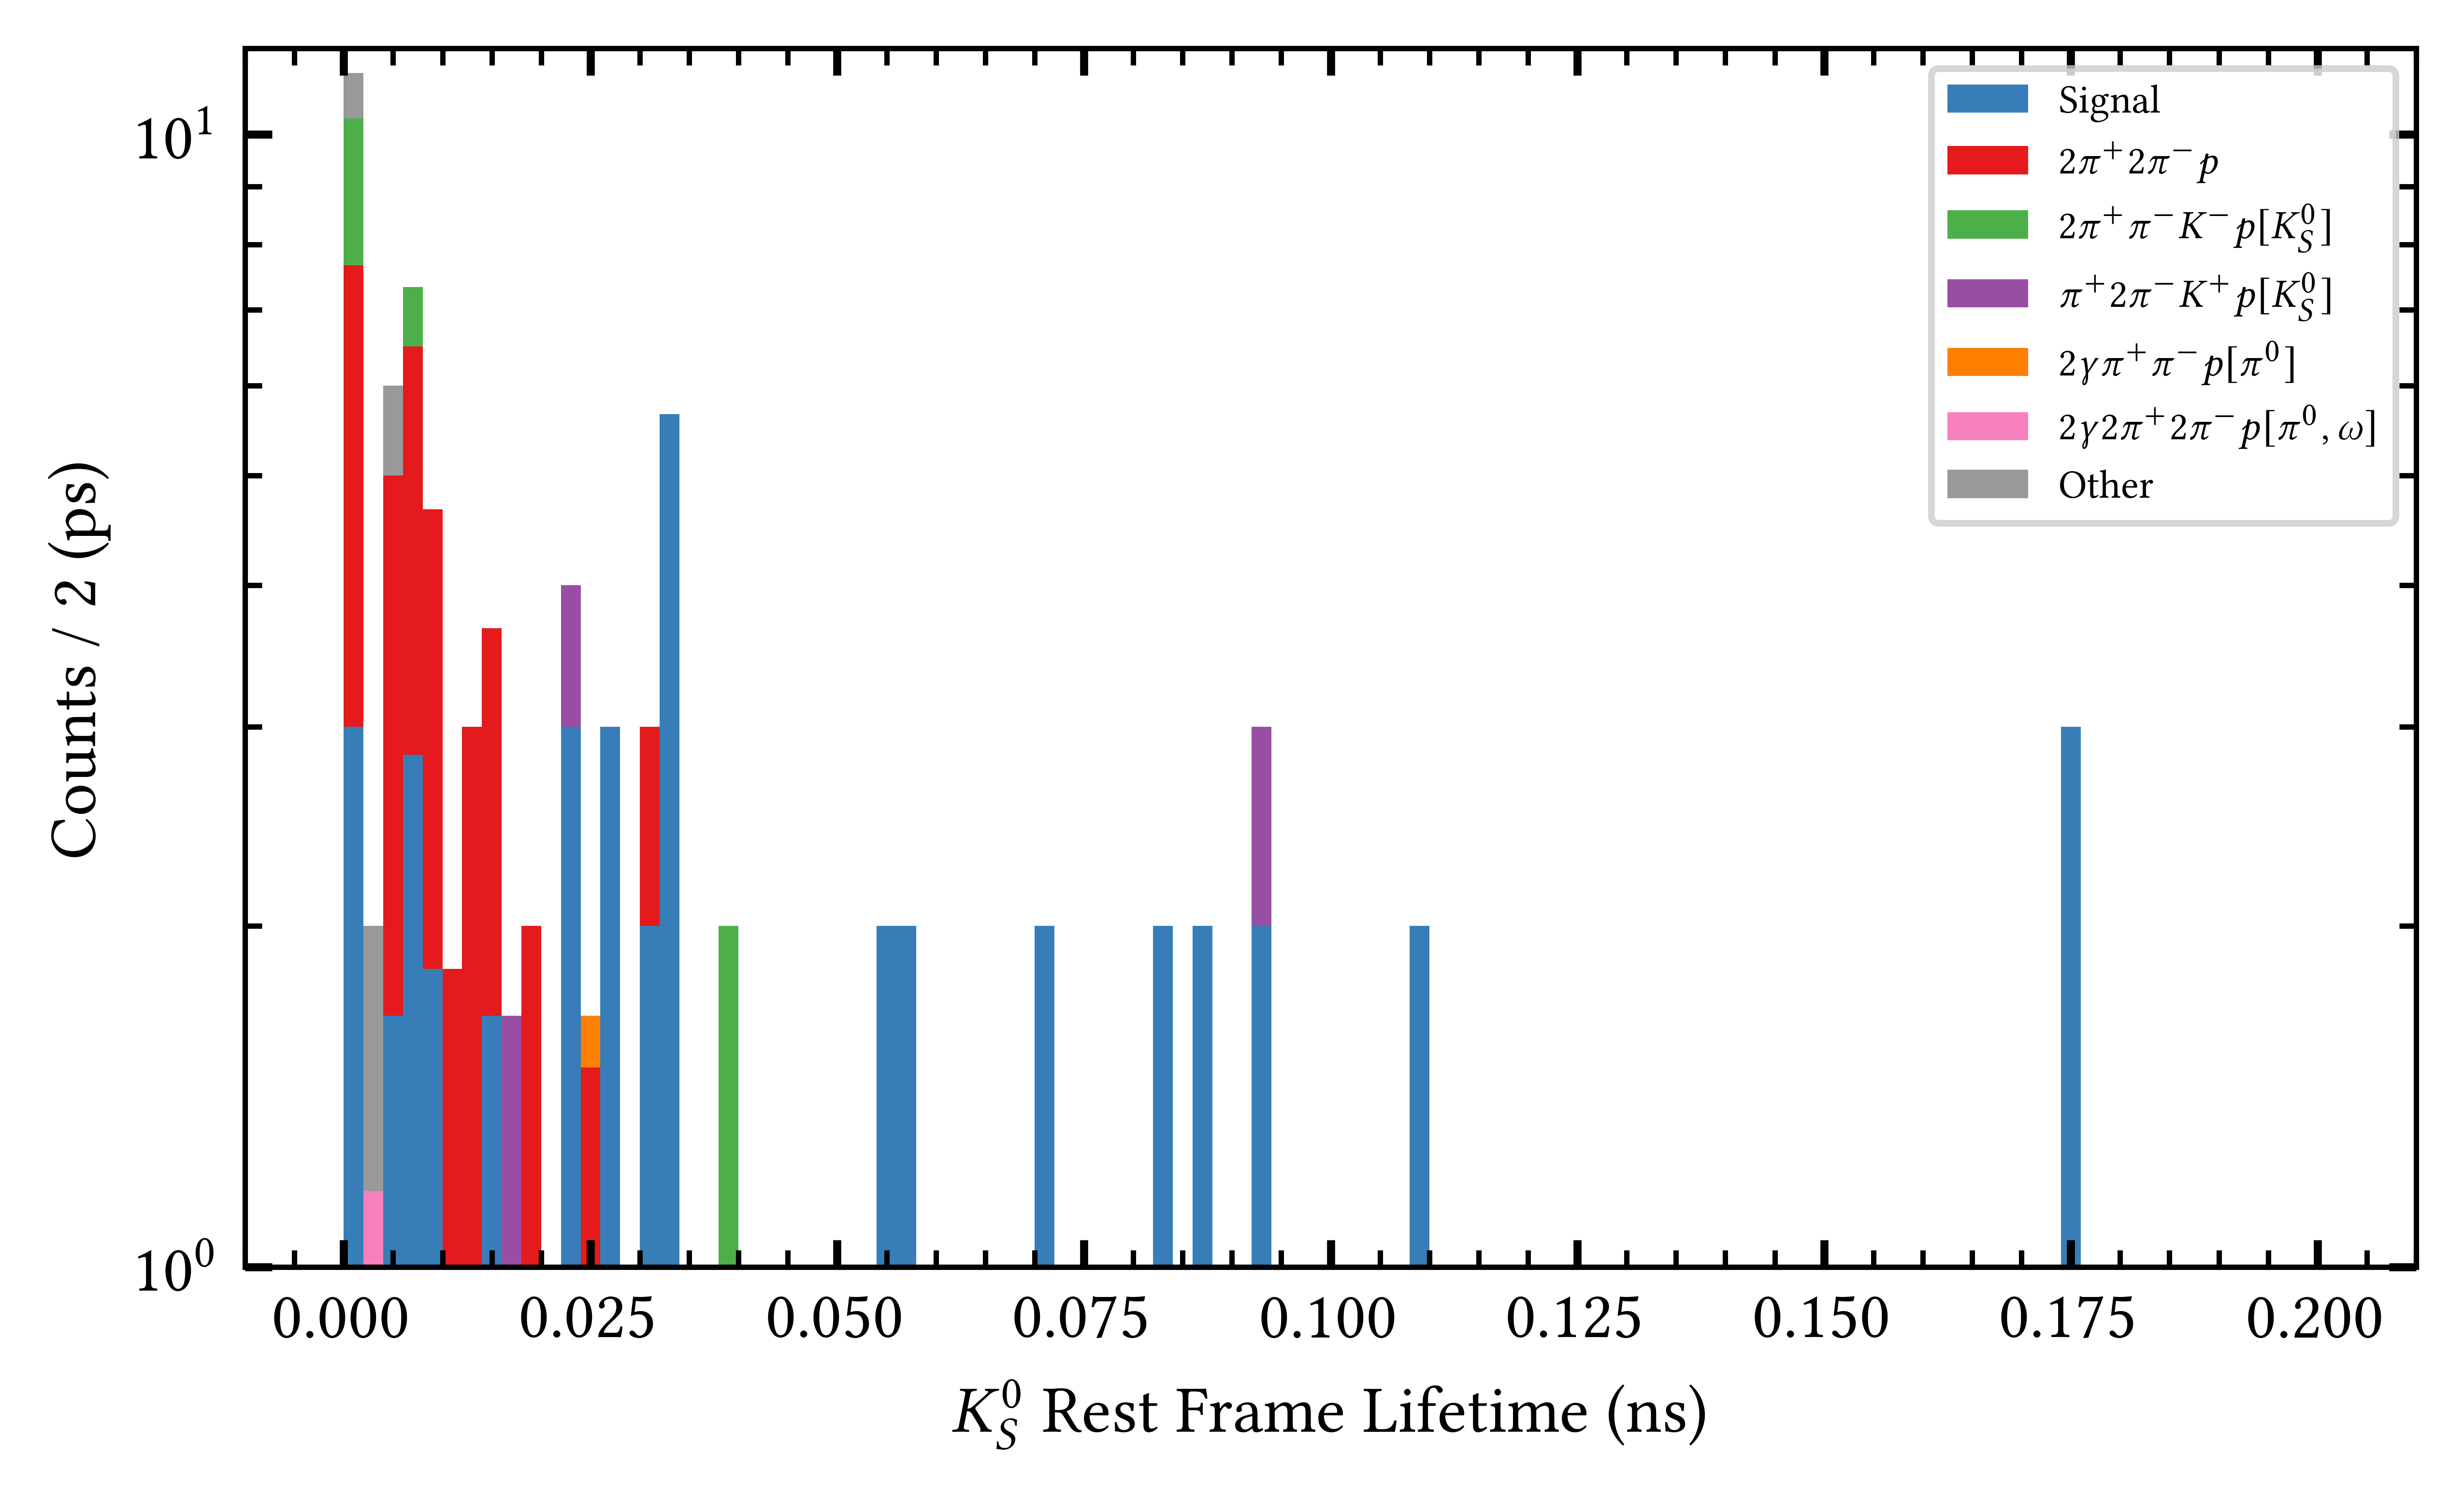 Counts / 2 (ps)
10¹
10⁰
0.000 0.025 0.050 0.075 0.100 0.125 0.150 0.175 0.200
K⁰_S Rest Frame Lifetime (ns)
Signal
2π⁺2π⁻p
2π⁺π⁻K⁻p[K⁰_S]
π⁺2π⁻K⁺p[K⁰_S]
2γπ⁺π⁻p[π⁰]
2γ2π⁺2π⁻p[π⁰, ω]
Other